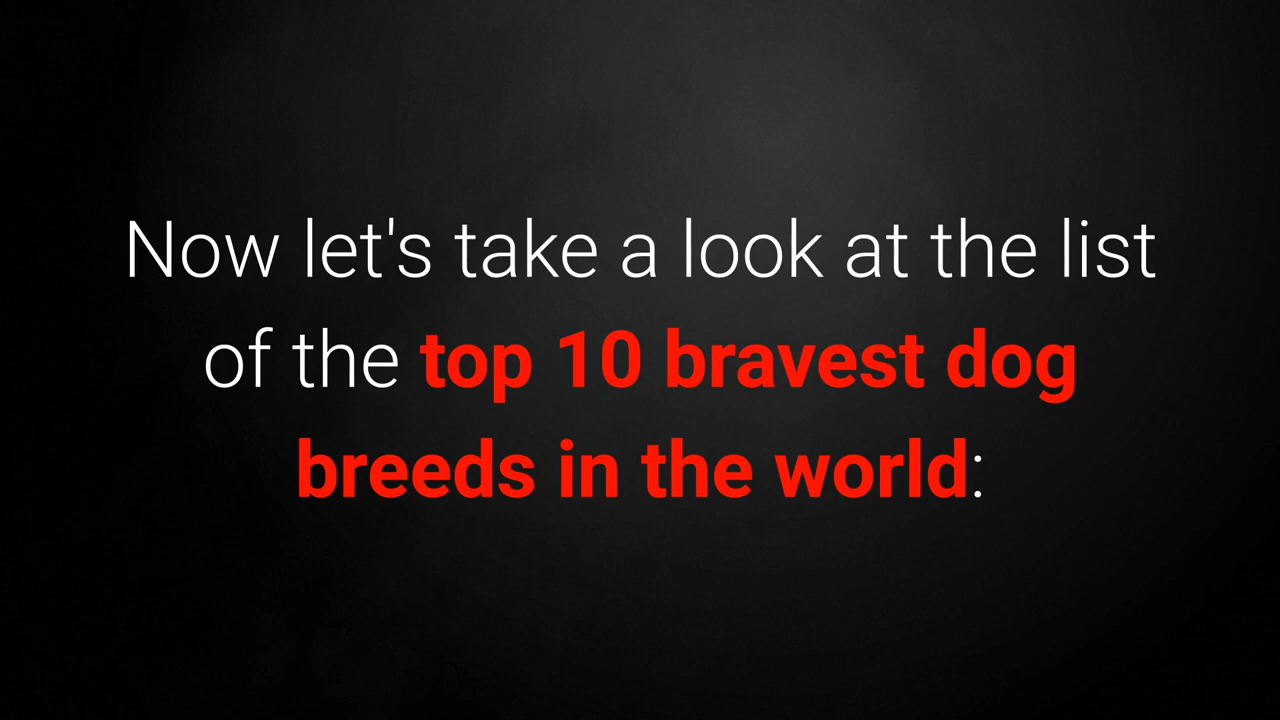 Now let's take a look at the list
of the top 10 bravest dog
breeds in the world: